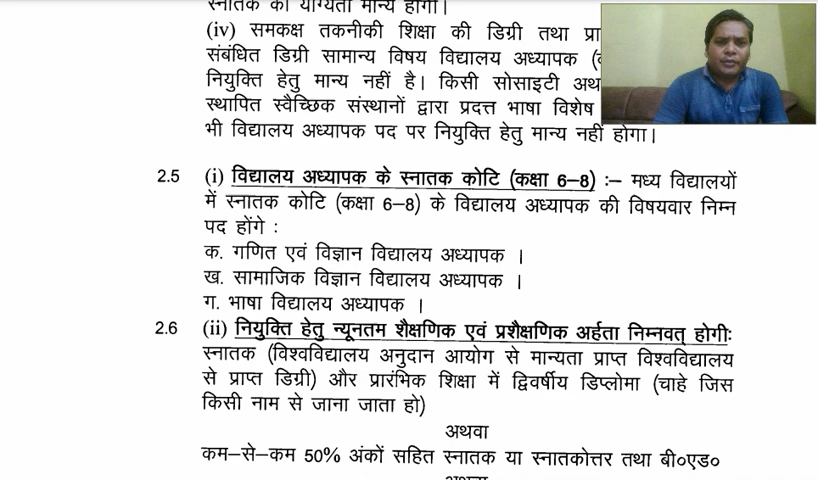 स्नातक की योग्यता मान्य होगी।
(iv) समकक्ष तकनीकी शिक्षा की डिग्री तथा
संबंधित डिग्री सामान्य विषय विद्यालय अध्यापक
नियुक्ति हेतु मान्य नहीं है। किसी सोसाइटी
स्थापित स्वैच्छिक संस्थानों द्वारा प्रदत्त भाषा विशेष
भी विद्यालय अध्यापक पद पर नियुक्ति हेतु मान्य नहीं होगा।
2.5 (i) विद्यालय अध्यापक के स्नातक कोटि (कक्षा 6–8) :– मध्य विद्यालयों
में स्नातक कोटि (कक्षा 6–8) के विद्यालय अध्यापक की विषयवार निम्न
पद होंगे :
क. गणित एवं विज्ञान विद्यालय अध्यापक ।
ख. सामाजिक विज्ञान विद्यालय अध्यापक ।
ग. भाषा विद्यालय अध्यापक ।
2.6 (ii) नियुक्ति हेतु न्यूनतम शैक्षणिक एवं प्रशैक्षणिक अर्हता निम्नवत् होगीः
स्नातक (विश्वविद्यालय अनुदान आयोग से मान्यता प्राप्त विश्वविद्यालय
से प्राप्त डिग्री) और प्रारंभिक शिक्षा में द्विवर्षीय डिप्लोमा (चाहे जिस
किसी नाम से जाना जाता हो)
अथवा
कम–से–कम 50% अंकों सहित स्नातक या स्नातकोत्तर तथा बी०एड०